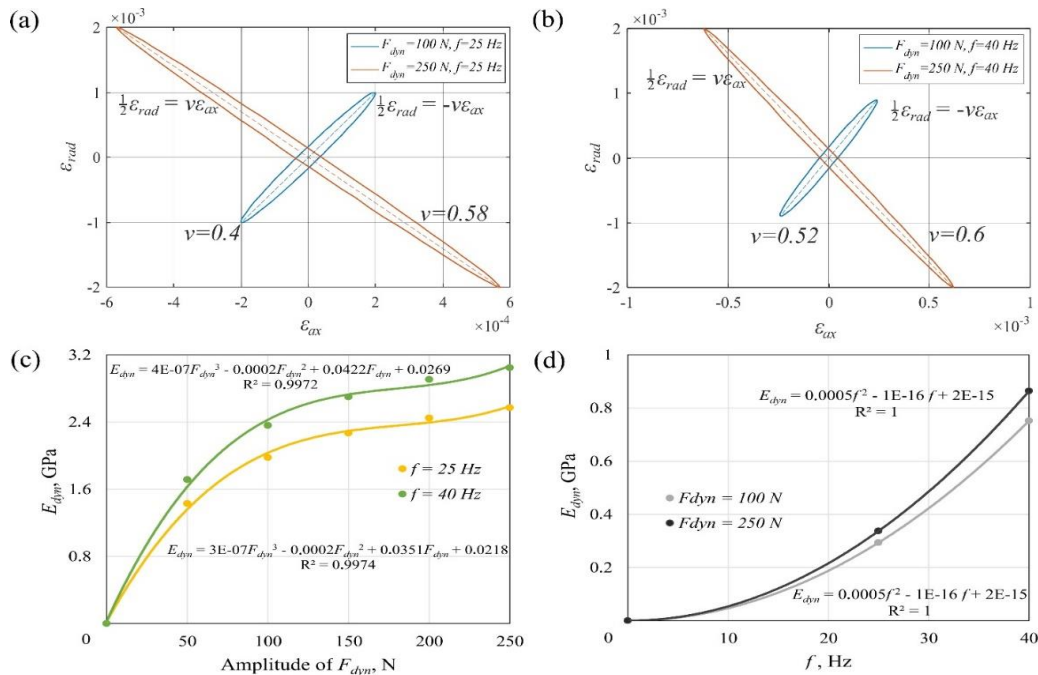 (a)
×10⁻³
F_dyn=100 N, f=25 Hz
F_dyn=250 N, f=25 Hz
½ε_rad = vε_ax
½ε_rad = -vε_ax
v=0.4
v=0.58
ε_rad
2
1
0
-1
-2
-6
-4
-2
0
2
4
6
ε_ax
×10⁻⁴
(b)
×10⁻³
F_dyn=100 N, f=40 Hz
F_dyn=250 N, f=40 Hz
½ε_rad = vε_ax
½ε_rad = -vε_ax
v=0.52
v=0.6
ε_rad
2
1
0
-1
-2
-1
-0.5
0
0.5
1
ε_ax
×10⁻³
(c)
3.2
2.4
1.6
0.8
0
E_dyn, GPa
E_dyn = 4E-07F_dyn³ - 0.0002F_dyn² + 0.0422F_dyn + 0.0269
R² = 0.9972
f = 25 Hz
f = 40 Hz
E_dyn = 3E-07F_dyn³ - 0.0002F_dyn² + 0.0351F_dyn + 0.0218
R² = 0.9974
0
50
100
150
200
250
Amplitude of F_dyn, N
(d)
1
0.8
0.6
0.4
0.2
0
E_dyn, GPa
E_dyn = 0.0005f² - 1E-16 f + 2E-15
R² = 1
Fdyn = 100 N
Fdyn = 250 N
E_dyn = 0.0005f² - 1E-16 f + 2E-15
R² = 1
10
20
30
40
f, Hz